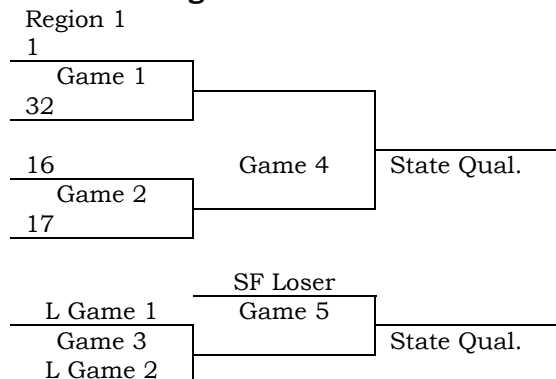 Region 1
1
Game 1
32
16
Game 4
State Qual.
Game 2
17
SF Loser
L Game 1
Game 5
Game 3
State Qual.
L Game 2